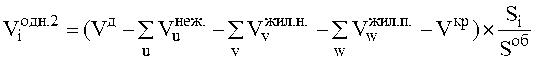 V_i^{одн.2} = (V^д − ∑_u V_u^{неж.} − ∑_v V_v^{жил.н.} − ∑_w V_w^{жил.п.} − V^{кр}) × S_i / S^{об}